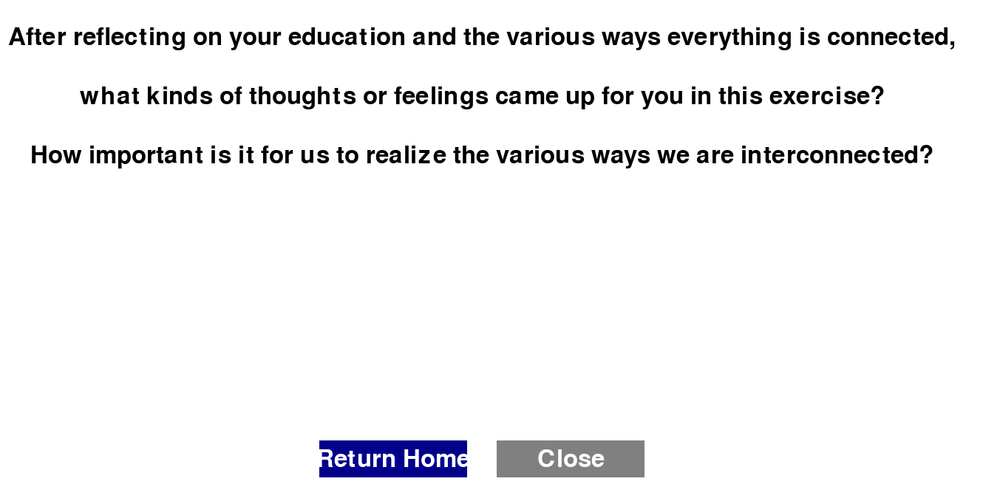 After reflecting on your education and the various ways everything is connected,
what kinds of thoughts or feelings came up for you in this exercise?
How important is it for us to realize the various ways we are interconnected?
Return Home
Close